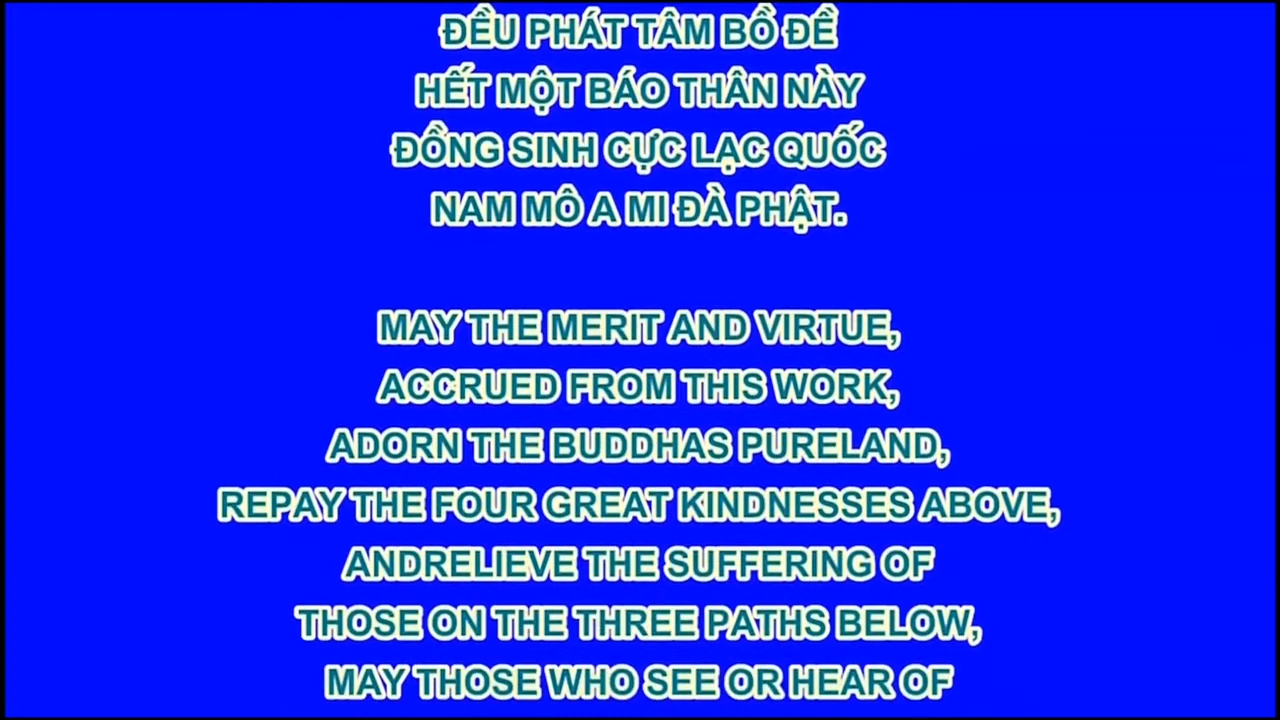 ĐỀU PHÁT TÂM BỒ ĐỀ
HẾT MỘT BÁO THÂN NÀY
ĐỒNG SINH CỰC LẠC QUỐC
NAM MÔ A MI ĐÀ PHẬT.
MAY THE MERIT AND VIRTUE,
ACCRUED FROM THIS WORK,
ADORN THE BUDDHAS PURELAND,
REPAY THE FOUR GREAT KINDNESSES ABOVE,
ANDRELIEVE THE SUFFERING OF
THOSE ON THE THREE PATHS BELOW,
MAY THOSE WHO SEE OR HEAR OF